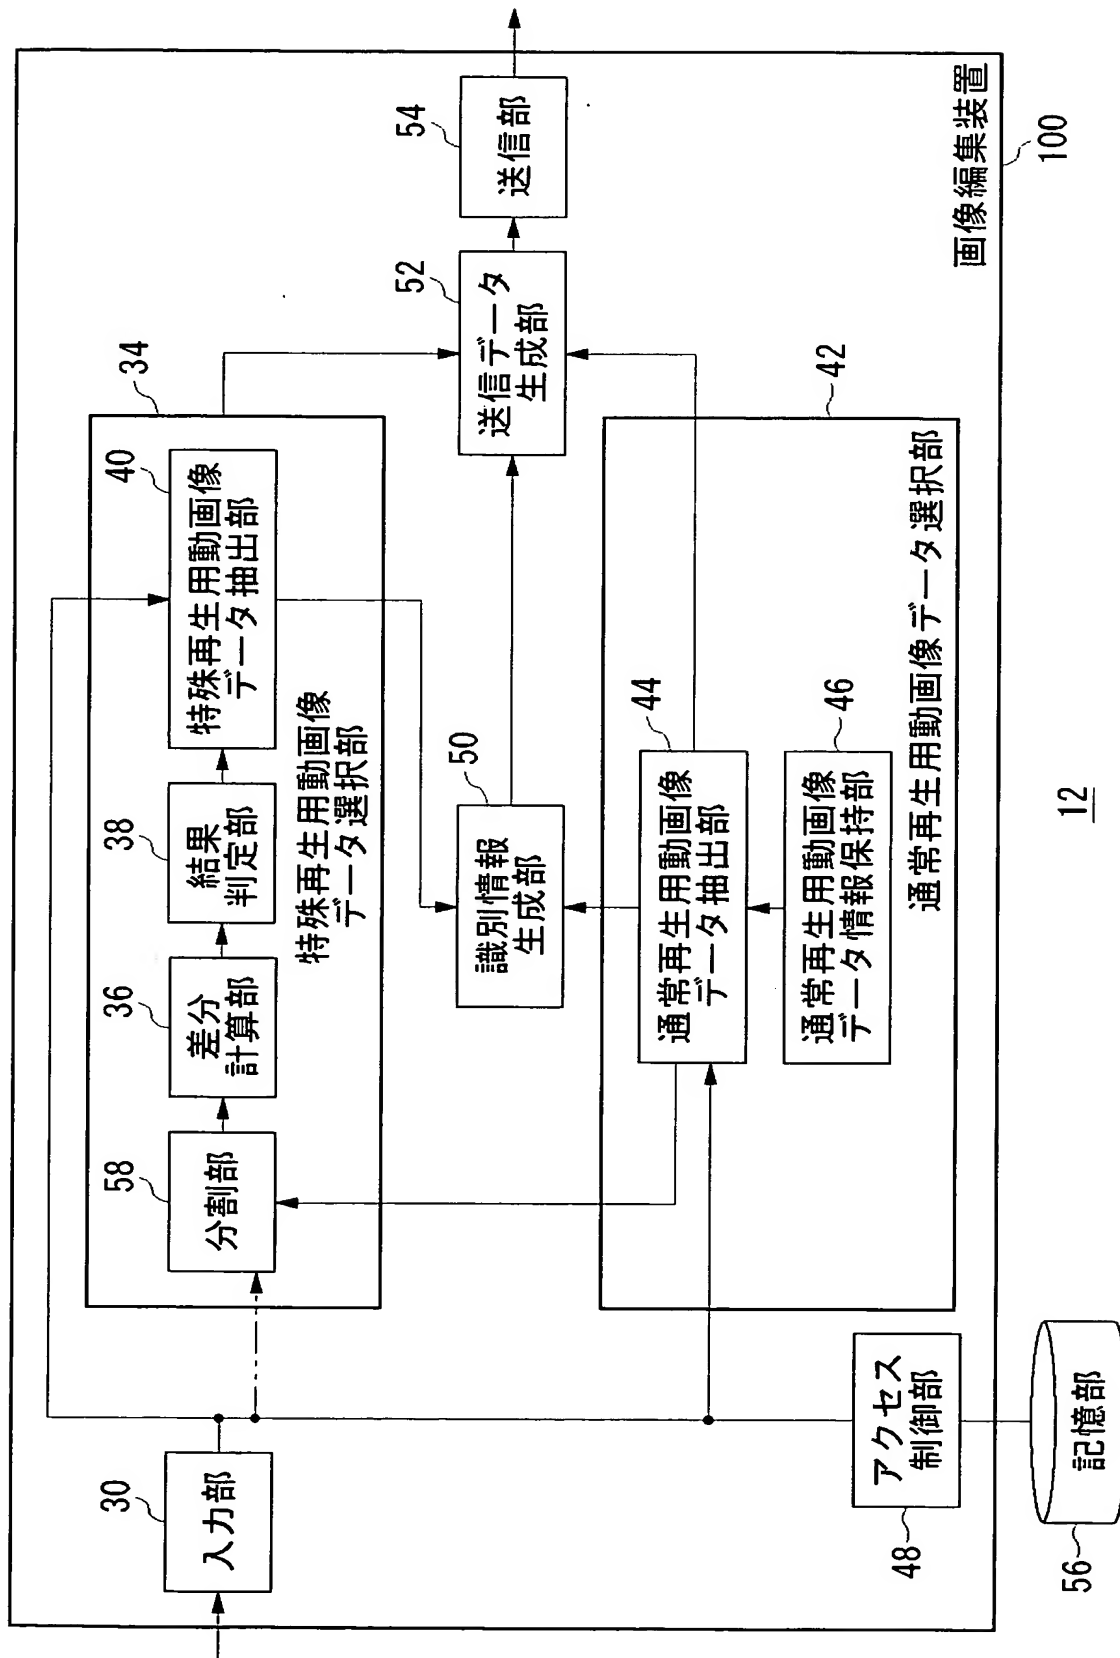 30
入力部
34
58
分割部
36
差分
計算部
38
結果
判定部
40
特殊再生用動画像
データ抽出部
特殊再生用動画像
データ選択部
50
識別情報
生成部
52
送信データ
生成部
54
送信部
42
44
通常再生用動画像
データ抽出部
46
通常再生用動画像
データ情報保持部
通常再生用動画像データ選択部
48
アクセス
制御部
56
記憶部
画像編集装置
100
12